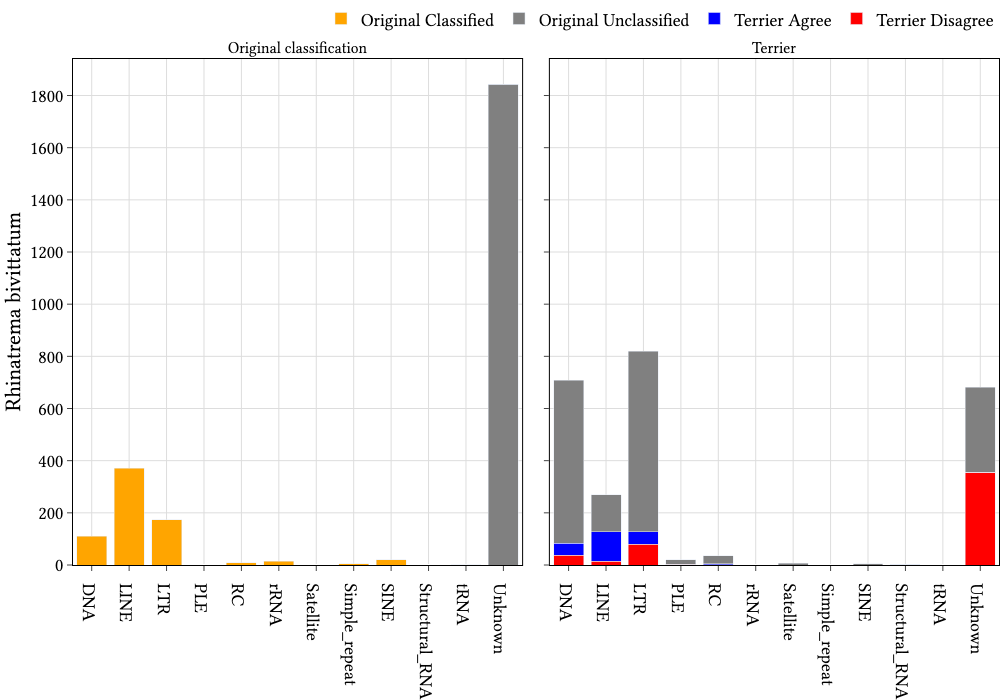 Original Classified Original Unclassified Terrier Agree Terrier Disagree
Original classification Terrier
Rhinatrema bivittatum
1800
1600
1400
1200
1000
800
600
400
200
0
DNA LINE LTR PLE RC rRNA Satellite Simple_repeat SINE Structural_RNA tRNA Unknown
DNA LINE LTR PLE RC rRNA Satellite Simple_repeat SINE Structural_RNA tRNA Unknown